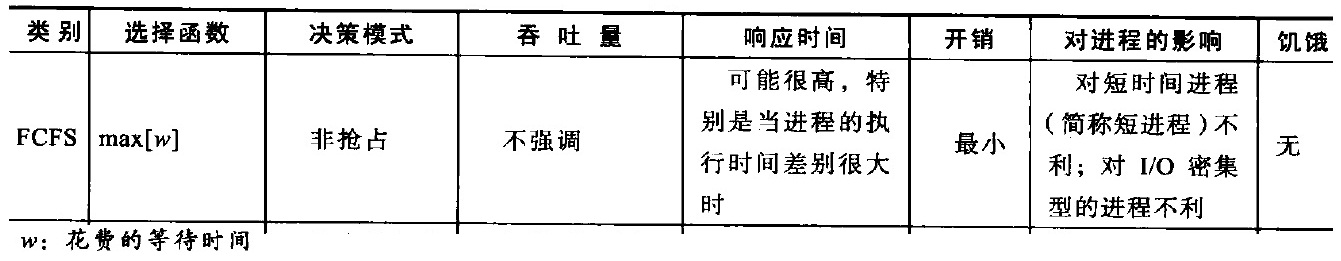 类别 选择函数 决策模式 吞吐量 响应时间 开销 对进程的影响 饥饿
FCFS max[w] 非抢占 不强调 可能很高，特别是当进程的执行时间差别很大时 最小 对短时间进程（简称短进程）不利；对 I/O 密集型的进程不利 无
w：花费的等待时间